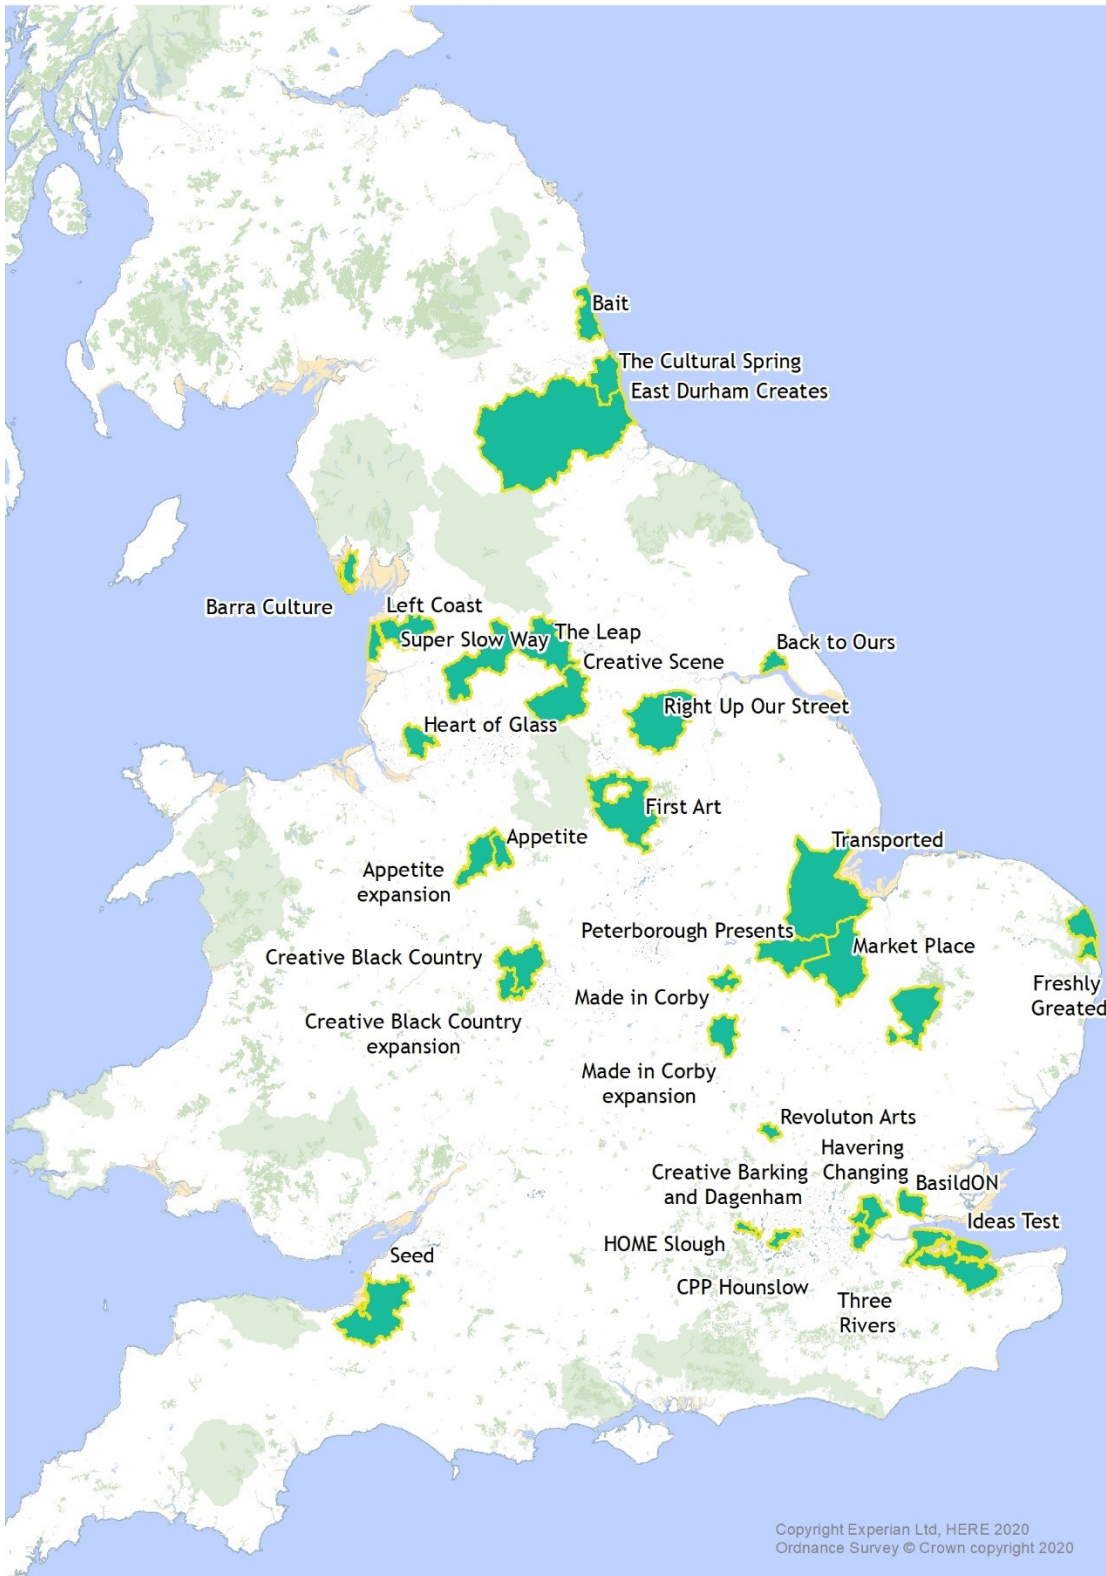 Bait
The Cultural Spring
East Durham Creates
Barra Culture
Left Coast
Super Slow Way
The Leap
Creative Scene
Back to Ours
Right Up Our Street
Heart of Glass
First Art
Appetite
Appetite
expansion
Transported
Peterborough Presents
Market Place
Creative Black Country
Made in Corby
Freshly
Greated
Creative Black Country
expansion
Made in Corby
expansion
Revoluton Arts
Havering
Changing
Creative Barking
and Dagenham
BasildON
Ideas Test
HOME Slough
Seed
CPP Hounslow
Three
Rivers
Copyright Experian Ltd, HERE 2020
Ordnance Survey © Crown copyright 2020